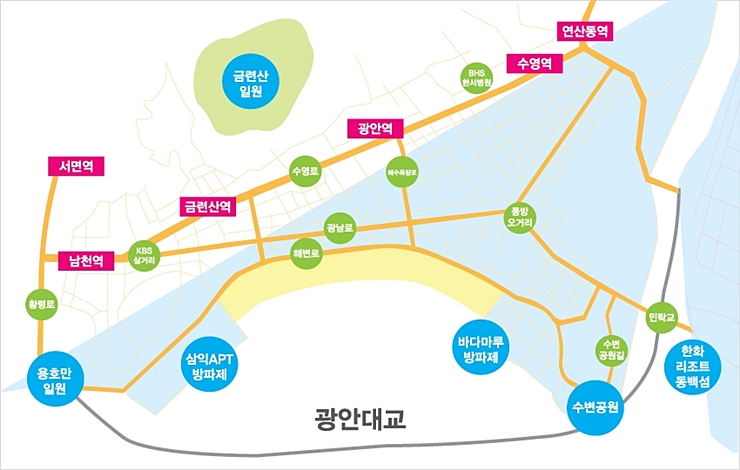 연산동역
수영역
금련산
일원
BHS
한서병원
광안역
서면역
수영로
해수욕장로
금련산역
통방
오거리
광남로
KBS
삼거리
해변로
남천역
황령로
민락교
바다마루
방파제
수변
공원길
삼익APT
방파제
한화
리조트
동백섬
용호만
일원
수변공원
광안대교